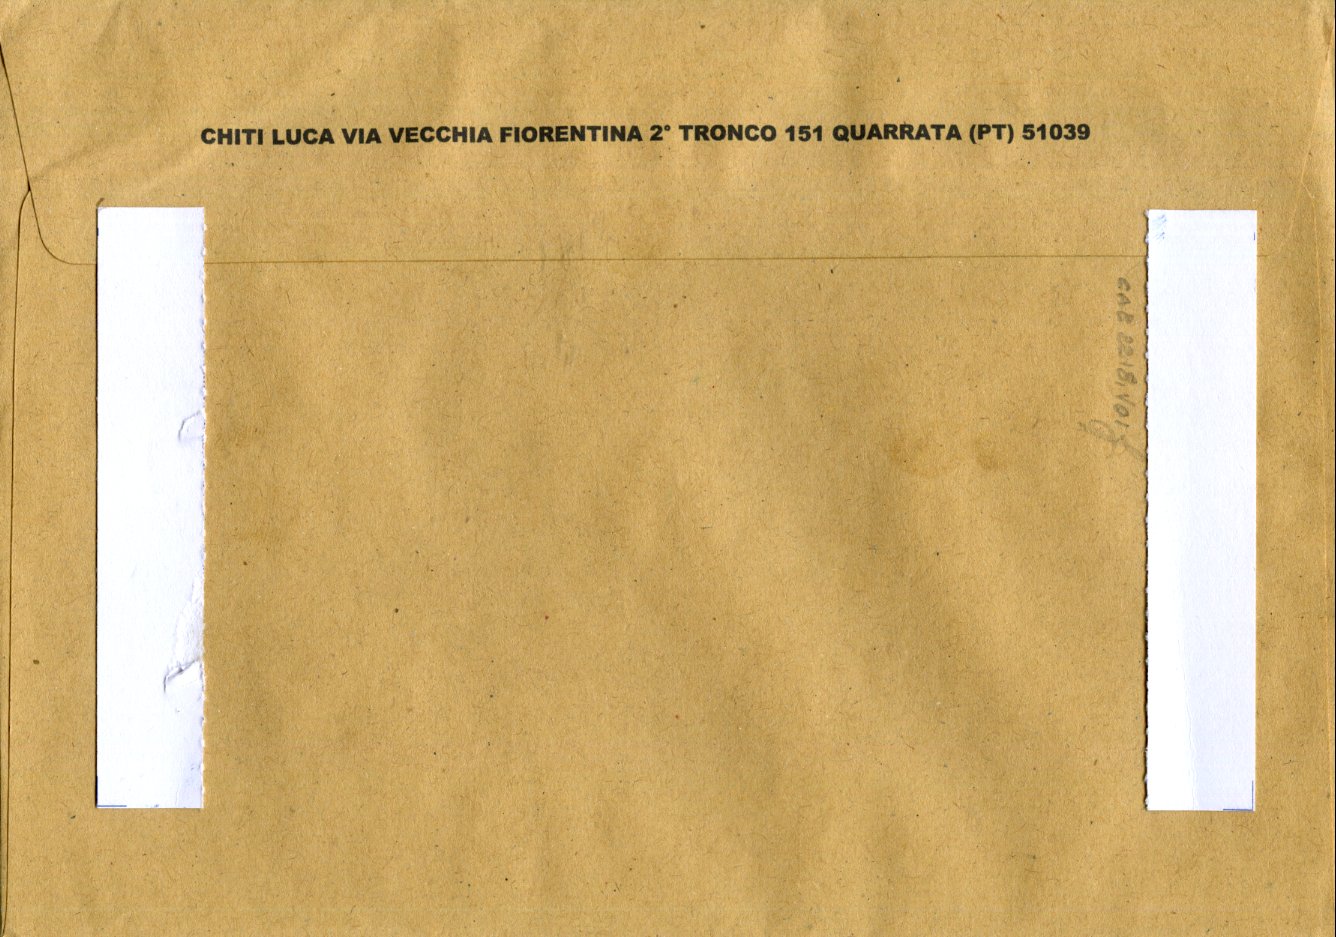 CHITI LUCA VIA VECCHIA FIORENTINA 2° TRONCO 151 QUARRATA (PT) 51039